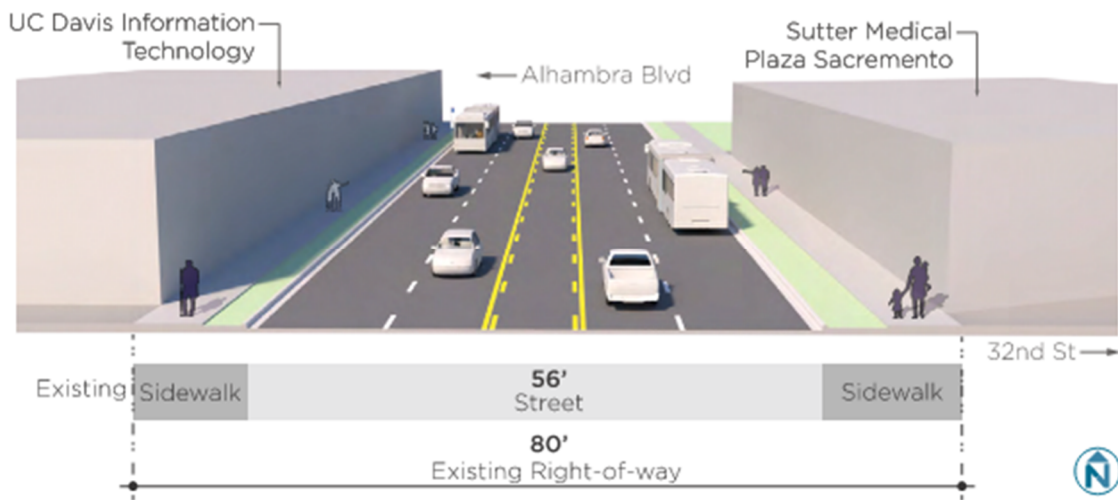 UC Davis Information
Technology
Alhambra Blvd
Sutter Medical
Plaza Sacremento
32nd St
Existing
Sidewalk
56’
Street
Sidewalk
80’
Existing Right-of-way
N